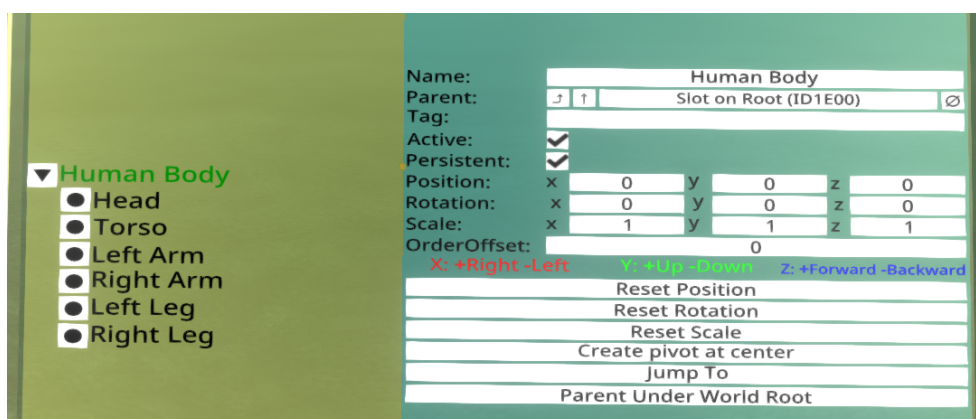 Human Body
Head
Torso
Left Arm
Right Arm
Left Leg
Right Leg
Name: Human Body
Parent: ⤴ ↑ Slot on Root (ID1E00) ∅
Tag:
Active:
Persistent:
Position: x 0 y 0 z 0
Rotation: x 0 y 0 z 0
Scale: x 1 y 1 z 1
OrderOffset: 0
X: +Right -Left Y: +Up -Down Z: +Forward -Backward
Reset Position
Reset Rotation
Reset Scale
Create pivot at center
Jump To
Parent Under World Root